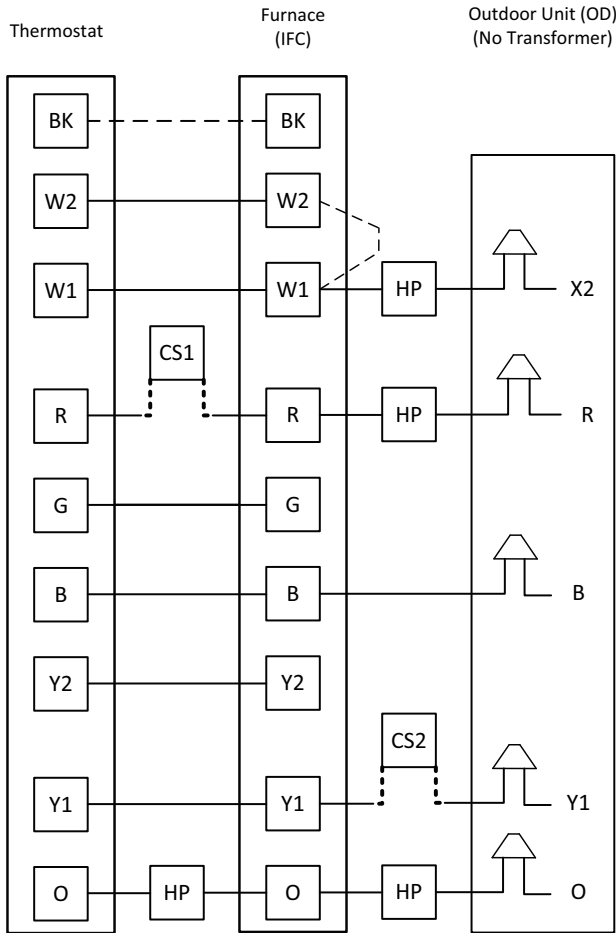 Thermostat
Furnace
(IFC)
Outdoor Unit (OD)
(No Transformer)
BK BK
W2 W2
W1 W1 HP X2
CS1
R R HP R
G G
B B B
Y2 Y2
CS2
Y1 Y1 Y1
O HP O HP O